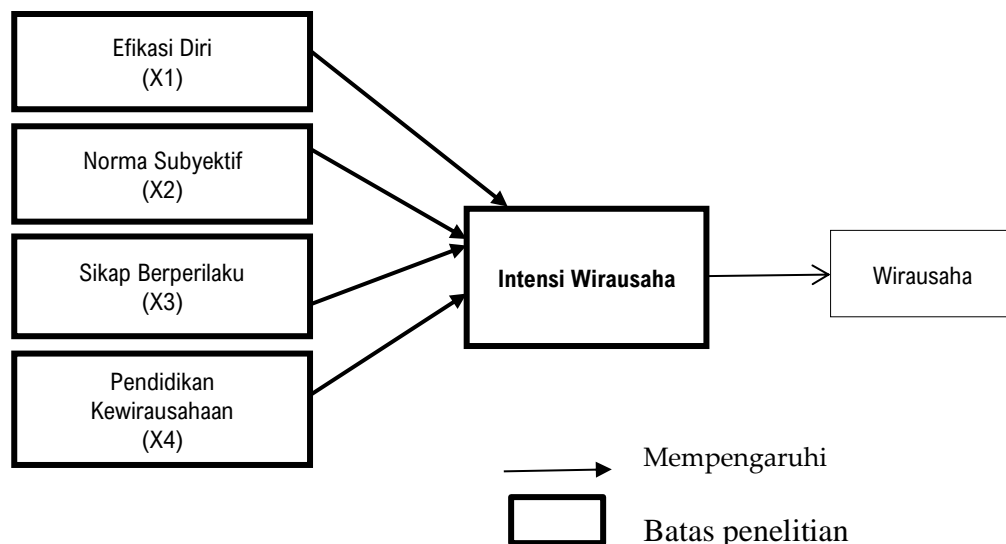 Efikasi Diri
(X1)
Norma Subyektif
(X2)
Sikap Berperilaku
(X3)
Pendidikan
Kewirausahaan
(X4)
Intensi Wirausaha
Wirausaha
Mempengaruhi
Batas penelitian